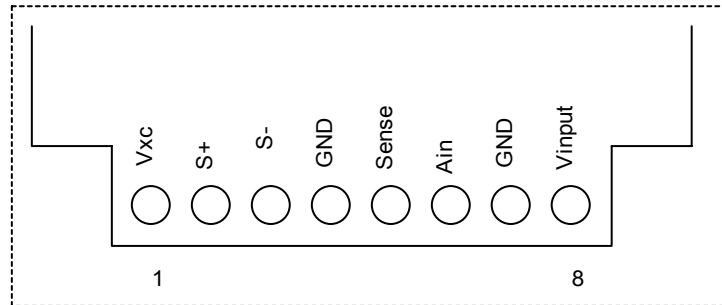 Vxc
S+
S-
GND
Sense
Ain
GND
Vinput
1
8